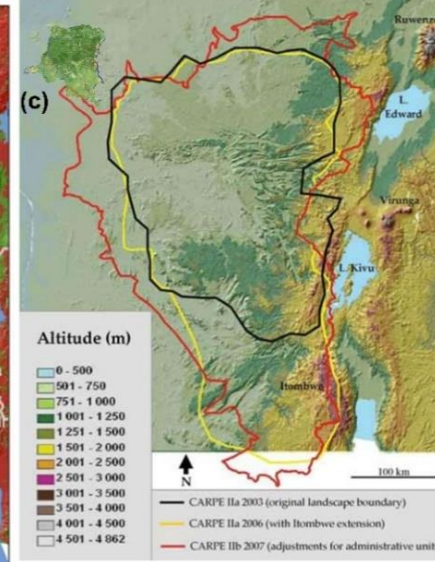 (c)
Ruwenz
L.
Edward
Virunga
L. Kivu
Itombwe
Altitude (m)
0 - 500
501 - 750
751 - 1 000
1 001 - 1 250
1 251 - 1 500
1 501 - 2 000
2 001 - 2 500
2 501 - 3 000
3 001 - 3 500
3 501 - 4 000
4 001 - 4 500
4 501 - 4 862
N
100 km
CARPE IIa 2003 (original landscape boundary)
CARPE IIa 2006 (with Itombwe extension)
CARPE IIb 2007 (adjustments for administrative unit